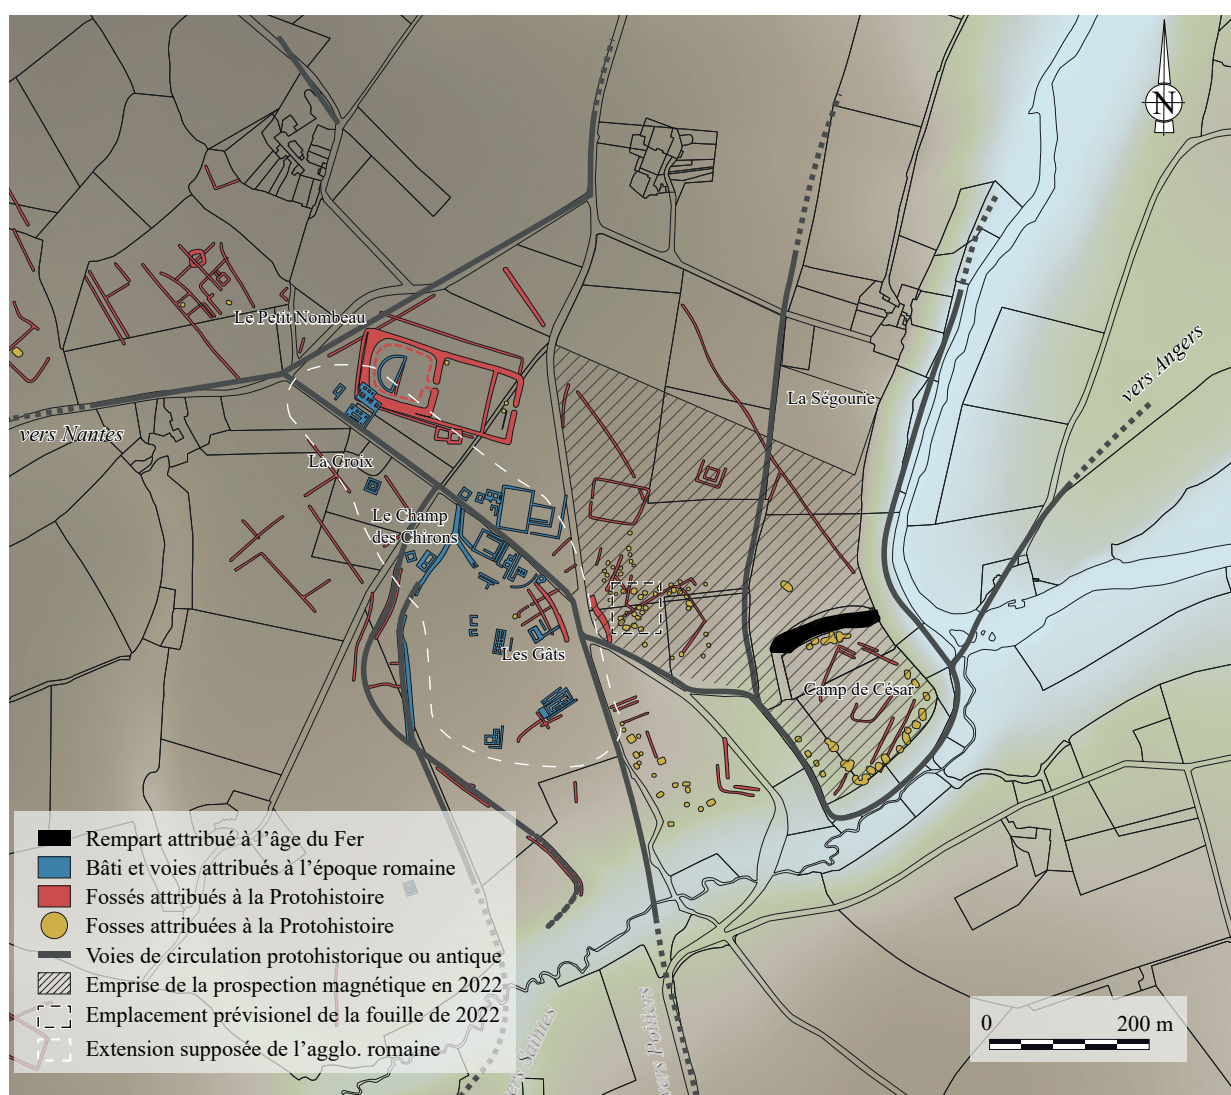 N
Le Petit Nombeau
vers Nantes
La Croix
Le Champ
des Chirons
Les Gâts
La Ségourie
vers Angers
Camp de César
Rempart attribué à l’âge du Fer
Bâti et voies attribués à l’époque romaine
Fossés attribués à la Protohistoire
Fosses attribuées à la Protohistoire
Voies de circulation protohistorique ou antique
Emprise de la prospection magnétique en 2022
Emplacement prévisionel de la fouille de 2022
Extension supposée de l’agglo. romaine
vers Saintes
vers Poitiers
0 200 m